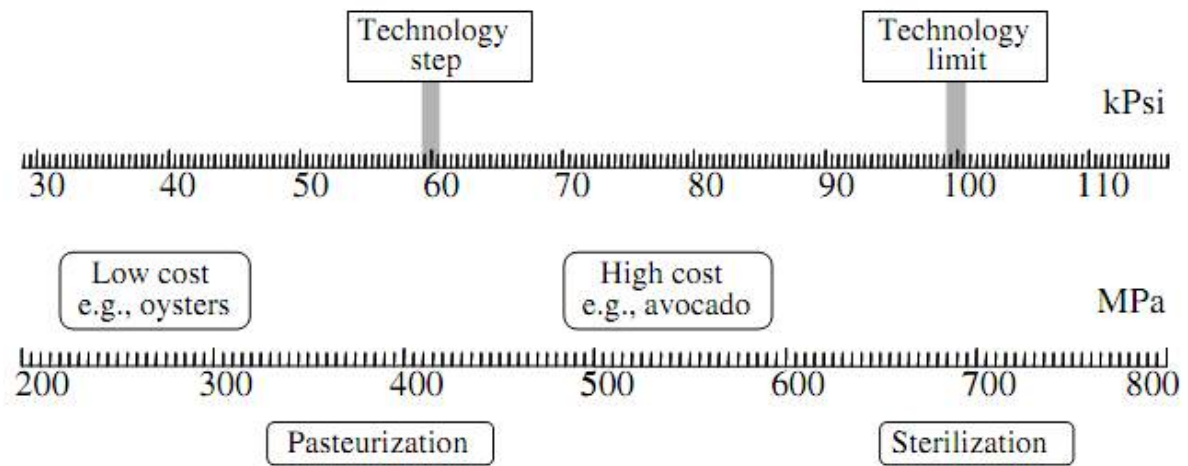 Technology
step
Technology
limit
kPsi
30 40 50 60 70 80 90 100 110
Low cost
e.g., oysters
High cost
e.g., avocado
MPa
200 300 400 500 600 700 800
Pasteurization
Sterilization